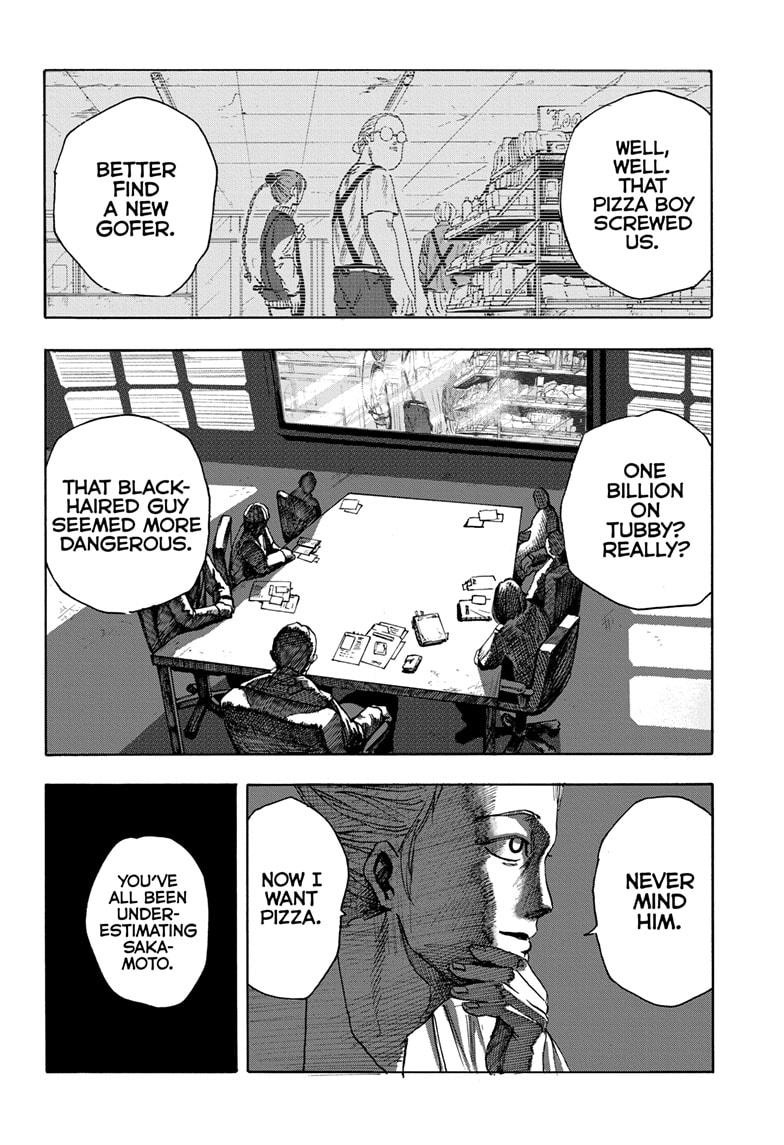 WELL,
WELL.
THAT
PIZZA BOY
SCREWED
US.
BETTER
FIND
A NEW
GOFER.
ONE
BILLION
ON
TUBBY?
REALLY?
THAT BLACK-
HAIRED GUY
SEEMED MORE
DANGEROUS.
NEVER
MIND
HIM.
NOW I
WANT
PIZZA.
YOU'VE
ALL BEEN
UNDER-
ESTIMATING
SAKA-
MOTO.